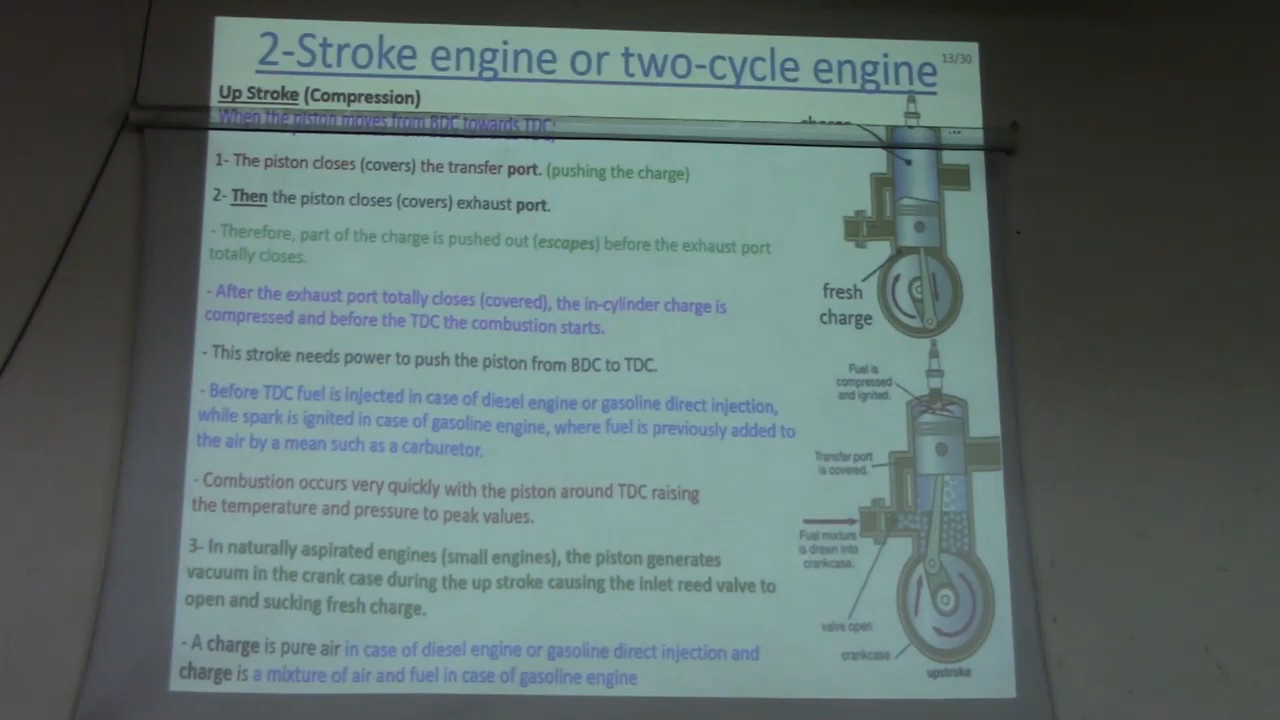 2-Stroke engine or two-cycle engine
13/30
Up Stroke (Compression)
When the piston moves from BDC towards TDC;
1- The piston closes (covers) the transfer port. (pushing the charge)
2- Then the piston closes (covers) exhaust port.
- Therefore, part of the charge is pushed out (escapes) before the exhaust port
totally closes.
- After the exhaust port totally closes (covered), the in-cylinder charge is
compressed and before the TDC the combustion starts.
- This stroke needs power to push the piston from BDC to TDC.
- Before TDC fuel is injected in case of diesel engine or gasoline direct injection,
while spark is ignited in case of gasoline engine, where fuel is previously added to
the air by a mean such as a carburetor.
- Combustion occurs very quickly with the piston around TDC raising
the temperature and pressure to peak values.
3- In naturally aspirated engines (small engines), the piston generates
vacuum in the crank case during the up stroke causing the inlet reed valve to
open and sucking fresh charge.
- A charge is pure air in case of diesel engine or gasoline direct injection and
charge is a mixture of air and fuel in case of gasoline engine
charge
fresh
charge
Fuel is
compressed
and ignited.
Transfer port
is covered.
Fuel mixture
is drawn into
crankcase.
valve open
crankcase
upstroke